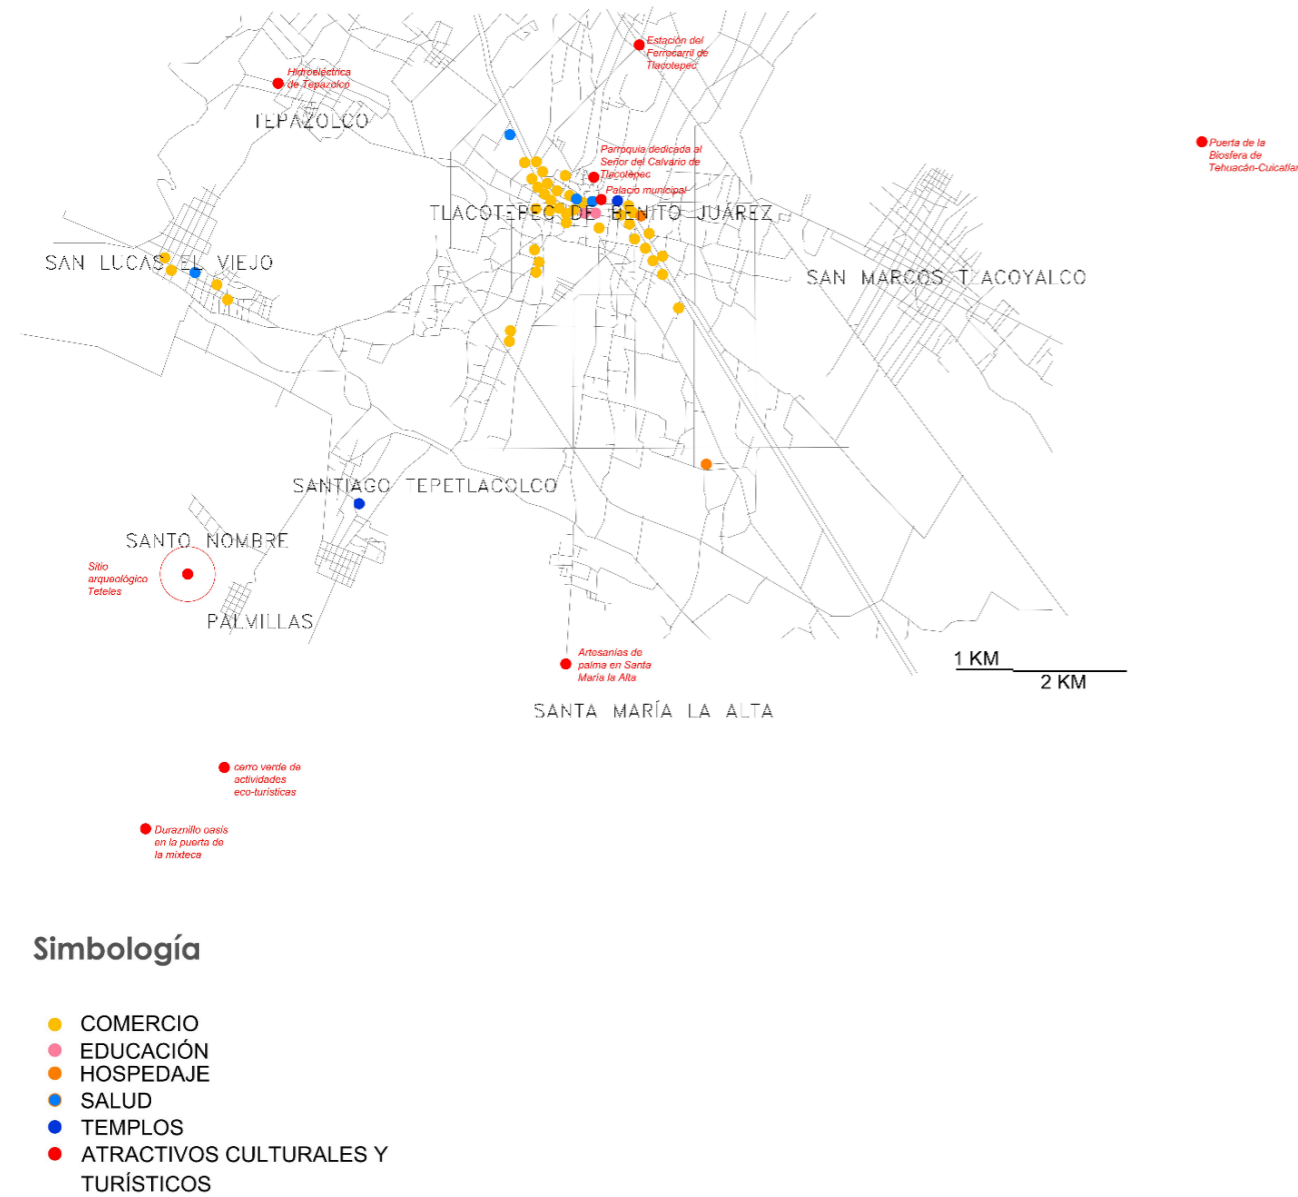 Estación del
Ferrocarril de
Tlacotepec
Hidroeléctrica
de Tepazolco
TEPAZOLCO
Puerta de la
Biosfera de
Tehuacán-Cuicatlan
Parroquia dedicada al
Señor del Calvario de
Tlacotepec
Palacio municipal
TLACOTEPEC DE BENITO JUÁREZ
SAN LUCAS EL VIEJO
SAN MARCOS TLACOYALCO
SANTIAGO TEPETLACOLCO
SANTO NOMBRE
Sitio
arqueológico
Teteles
PALMILLAS
Artesanías de
palma en Santa
María la Alta
1 KM
2 KM
SANTA MARÍA LA ALTA
cerro verde de
actividades
eco-turísticas
Duraznillo oasis
en la puerta de
la mixteca
Simbología
COMERCIO
EDUCACIÓN
HOSPEDAJE
SALUD
TEMPLOS
ATRACTIVOS CULTURALES Y
TURÍSTICOS